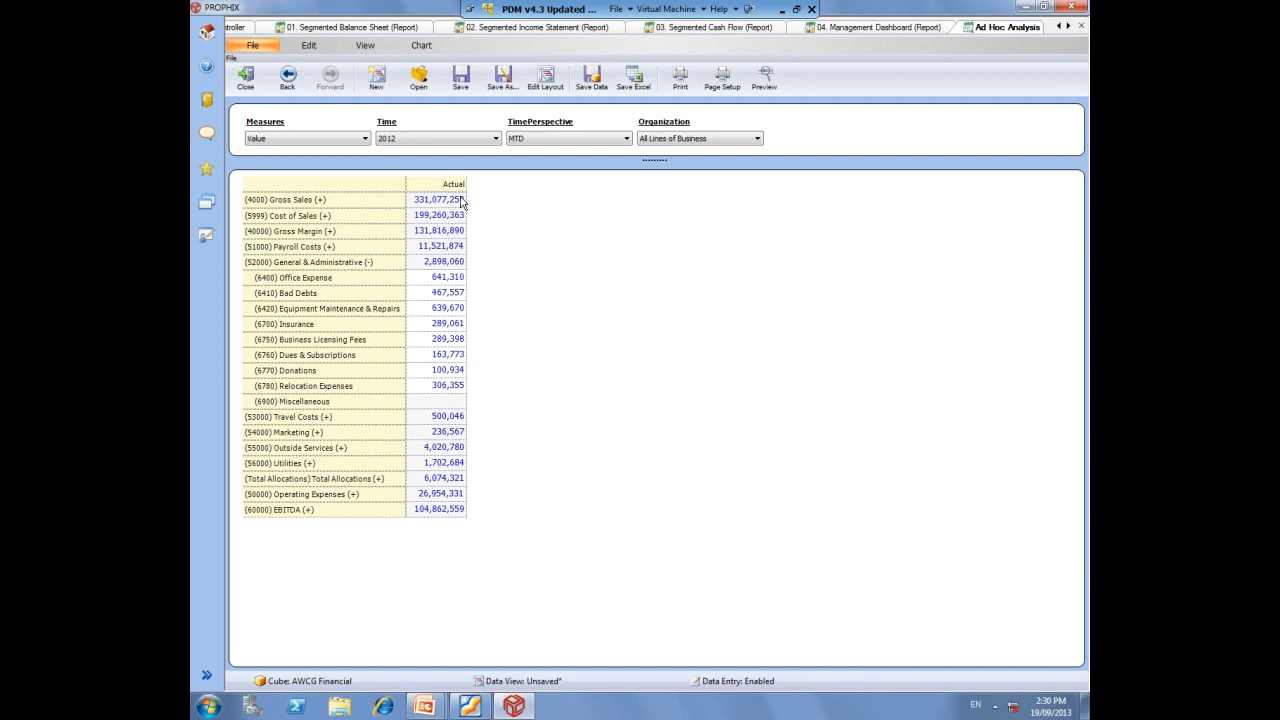 PROPHIX
PDM v4.3 Updated ... File Virtual Machine Help
ntroller 01. Segmented Balance Sheet (Report) 02. Segmented Income Statement (Report) 03. Segmented Cash Flow (Report) 04. Management Dashboard (Report) Ad Hoc Analysis
File Edit View Chart
File
Close Back Forward New Open Save Save As... Edit Layout Save Data Save Excel Print Page Setup Preview
Measures Time TimePerspective Organization
Value 2012 MTD All Lines of Business
Actual
(4000) Gross Sales (+)
(5999) Cost of Sales (+) 199,260,363
(40000) Gross Margin (+) 131,816,890
(51000) Payroll Costs (+) 11,521,874
(52000) General & Administrative (-) 2,898,060
(6400) Office Expense 641,310
(6410) Bad Debts 467,557
(6420) Equipment Maintenance & Repairs 639,670
(6700) Insurance 289,061
(6750) Business Licensing Fees 289,398
(6760) Dues & Subscriptions 163,773
(6770) Donations 100,934
(6780) Relocation Expenses 306,355
(6900) Miscellaneous
(53000) Travel Costs (+) 500,046
(54000) Marketing (+) 236,567
(55000) Outside Services (+) 4,020,780
(56000) Utilities (+) 1,702,684
(Total Allocations) Total Allocations (+) 6,074,321
(50000) Operating Expenses (+) 26,954,331
(60000) EBITDA (+) 104,862,559
Cube: AWCG Financial Data View: Unsaved* Data Entry: Enabled
EN 2:30 PM
19/09/2013